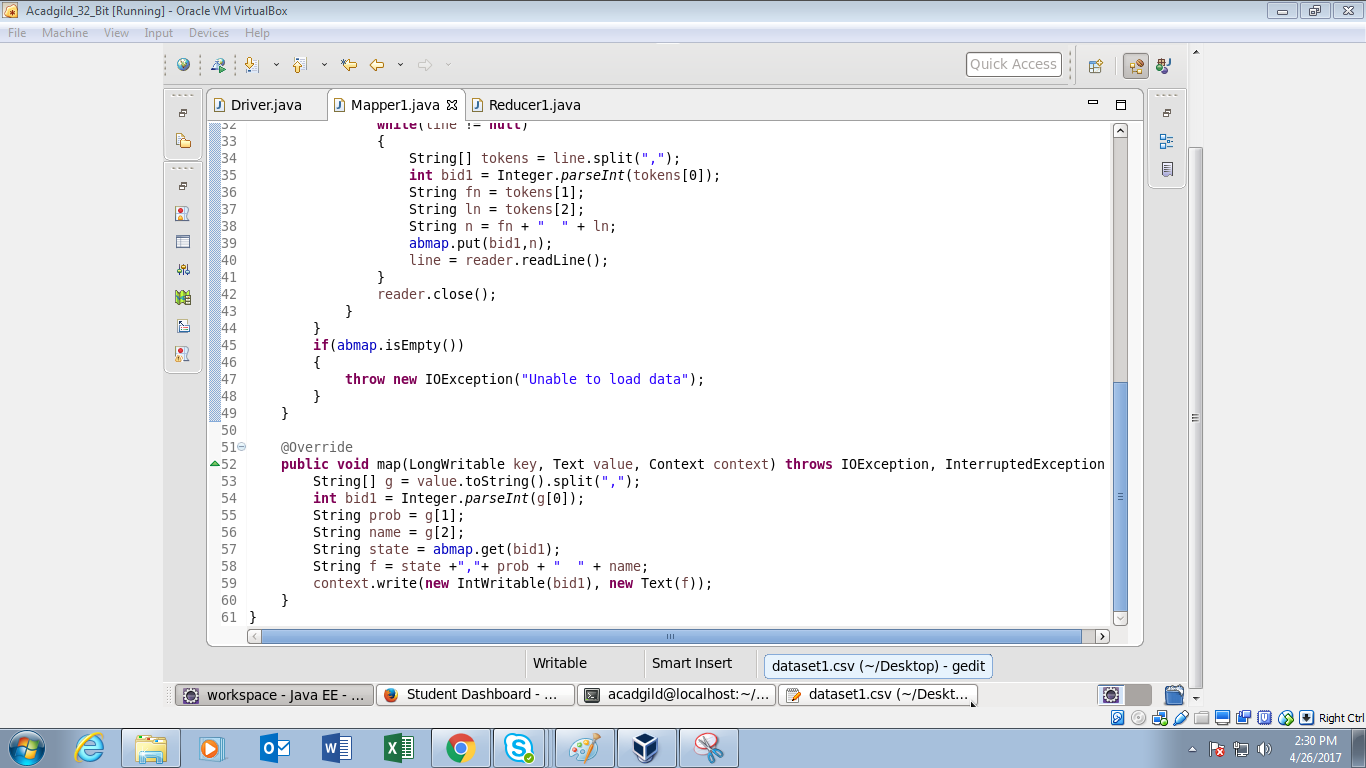 Acadgild_32_Bit [Running] - Oracle VM VirtualBox
File Machine View Input Devices Help
Quick Access
Driver.java Mapper1.java Reducer1.java
32 while(line != null)
33 {
34 String[] tokens = line.split(",");
35 int bid1 = Integer.parseInt(tokens[0]);
36 String fn = tokens[1];
37 String ln = tokens[2];
38 String n = fn + "  " + ln;
39 abmap.put(bid1,n);
40 line = reader.readLine();
41 }
42 reader.close();
43 }
44 }
45 if(abmap.isEmpty())
46 {
47 throw new IOException("Unable to load data");
48 }
49 }
50
51 @Override
52 public void map(LongWritable key, Text value, Context context) throws IOException, InterruptedException
53 String[] g = value.toString().split(",");
54 int bid1 = Integer.parseInt(g[0]);
55 String prob = g[1];
56 String name = g[2];
57 String state = abmap.get(bid1);
58 String f = state +","+ prob + "  " + name;
59 context.write(new IntWritable(bid1), new Text(f));
60 }
61 }
Writable Smart Insert dataset1.csv (~/Desktop) - gedit
workspace - Java EE - ... Student Dashboard - ... acadgild@localhost:~/... dataset1.csv (~/Deskt...
Right Ctrl
2:30 PM
4/26/2017